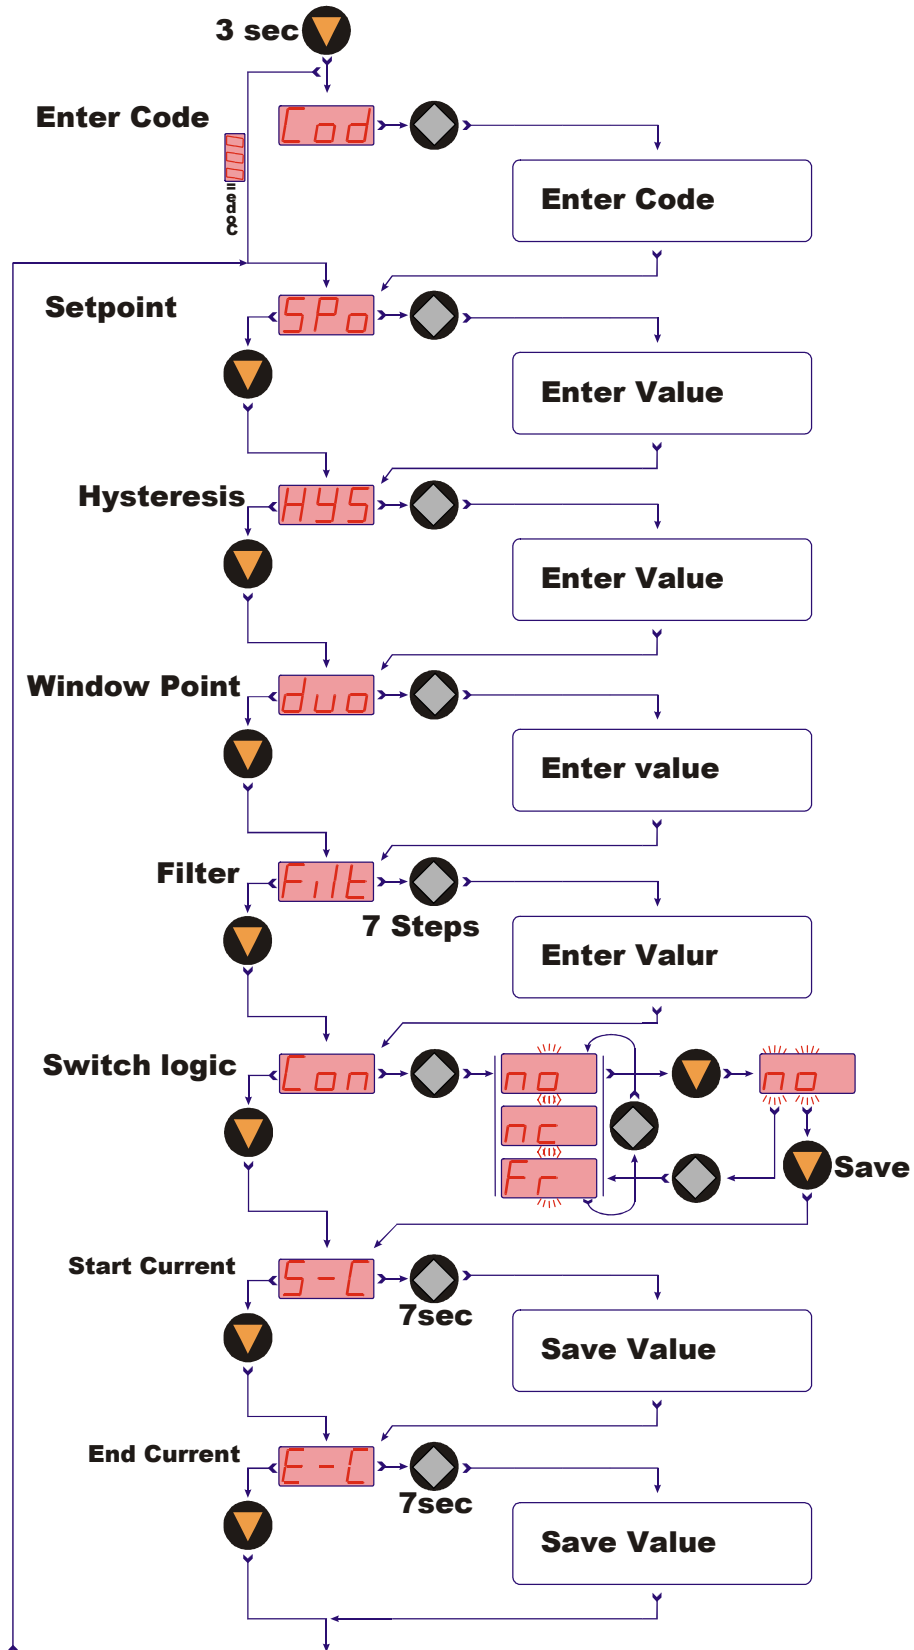 3 sec
Enter Code
Cod
Code=
000
Enter Code
Setpoint
SPo
Enter Value
Hysteresis
HYS
Enter Value
Window Point
duo
Enter value
Filter
Filt
7 Steps
Enter Valur
Switch logic
Con
no
no
nc
Fr
Save
Start Current
S-C
7sec
Save Value
End Current
E-C
7sec
Save Value